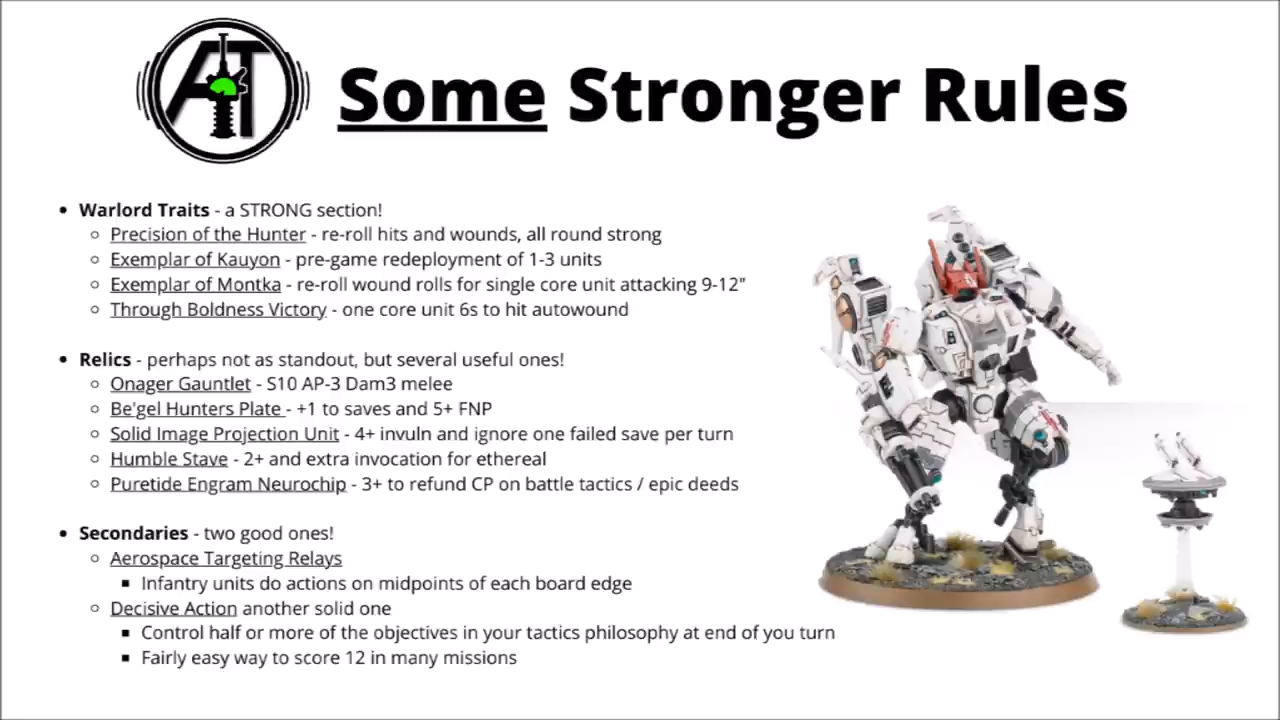 AT
Some Stronger Rules
Warlord Traits - a STRONG section!
Precision of the Hunter - re-roll hits and wounds, all round strong
Exemplar of Kauyon - pre-game redeployment of 1-3 units
Exemplar of Montka - re-roll wound rolls for single core unit attacking 9-12"
Through Boldness Victory - one core unit 6s to hit autowound
Relics - perhaps not as standout, but several useful ones!
Onager Gauntlet - S10 AP-3 Dam3 melee
Be'gel Hunters Plate - +1 to saves and 5+ FNP
Solid Image Projection Unit - 4+ invuln and ignore one failed save per turn
Humble Stave - 2+ and extra invocation for ethereal
Puretide Engram Neurochip - 3+ to refund CP on battle tactics / epic deeds
Secondaries - two good ones!
Aerospace Targeting Relays
Infantry units do actions on midpoints of each board edge
Decisive Action another solid one
Control half or more of the objectives in your tactics philosophy at end of you turn
Fairly easy way to score 12 in many missions